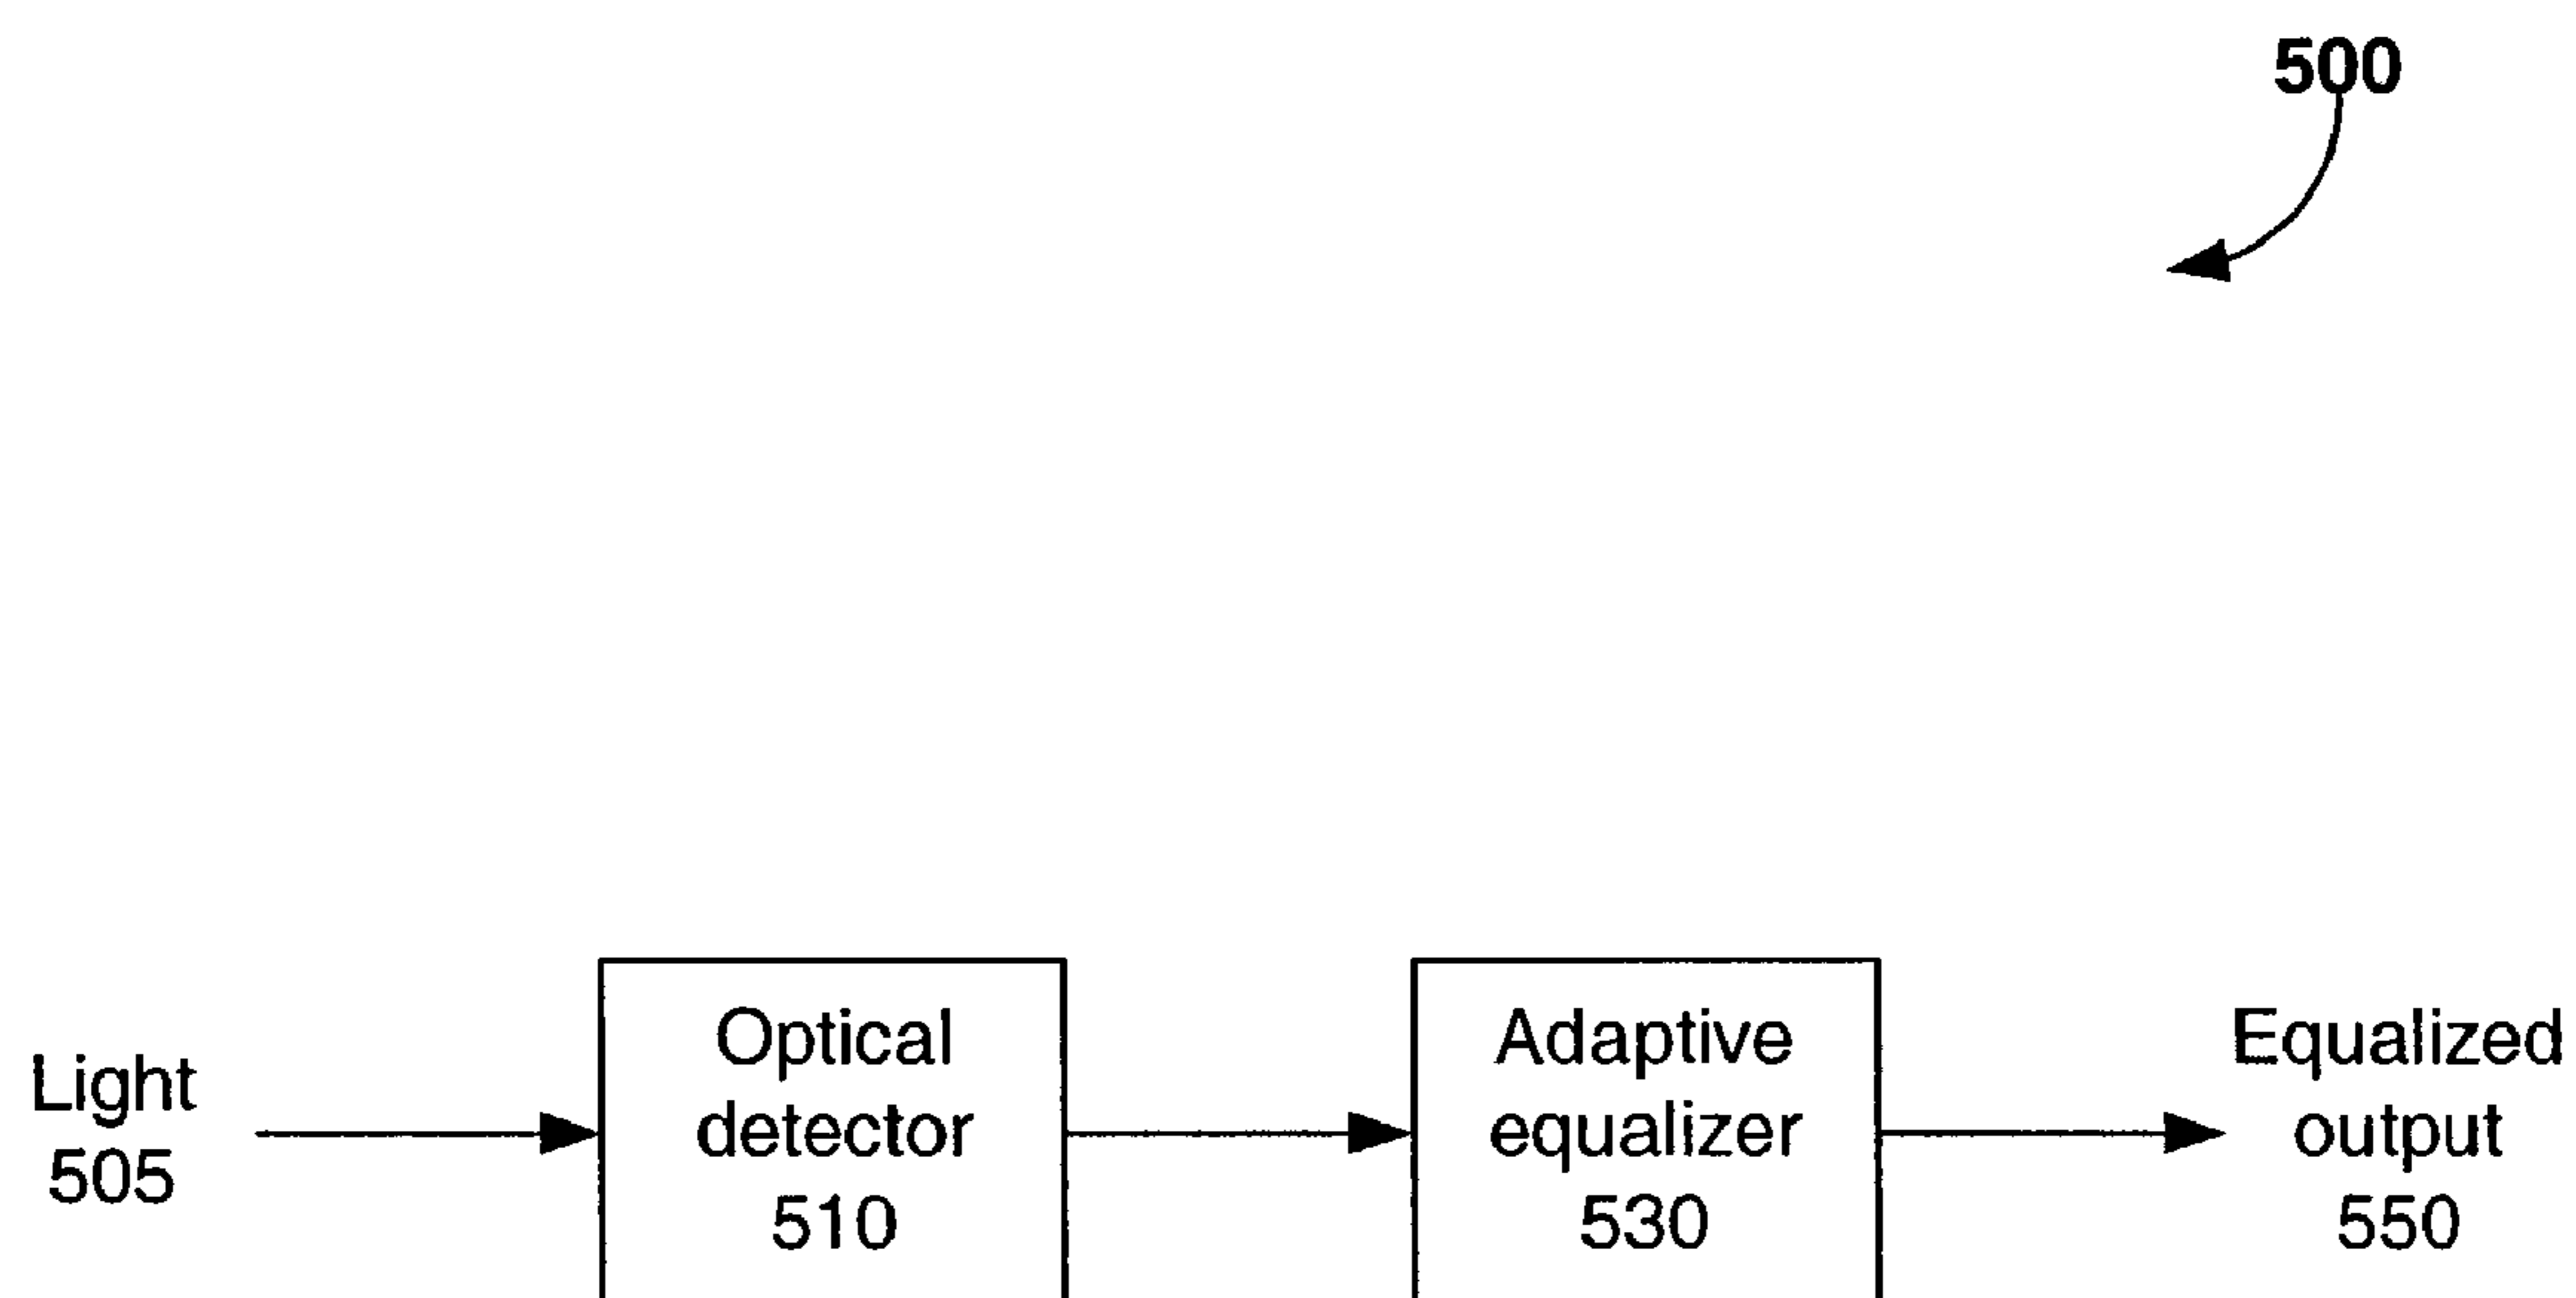 500
Light
505
Optical
detector
510
Adaptive
equalizer
530
Equalized
output
550